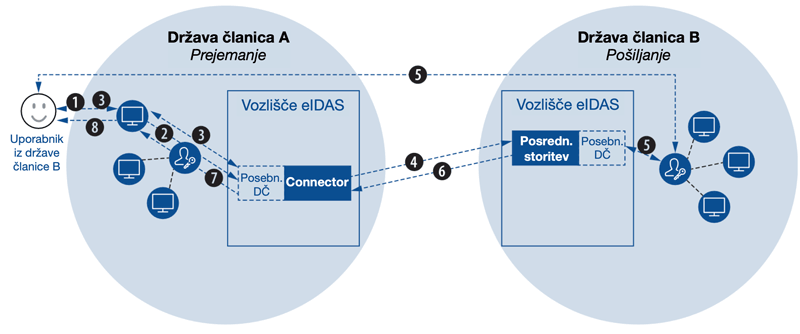 Država članica A
Prejemanje
Država članica B
Pošiljanje
5
1
3
8
2
3
7
Uporabnik
iz države
članice B
Vozlišče eIDAS
Posebn.
DČ
Connector
4
6
Vozlišče eIDAS
Posredn.
storitev
Posebn.
DČ
5